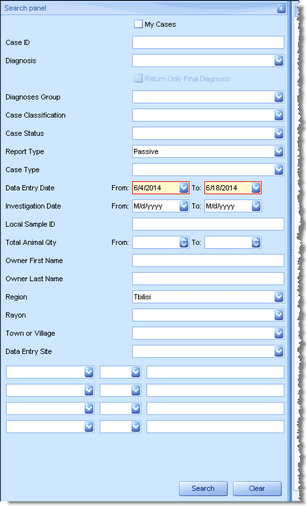 Search panel
My Cases
Case ID
Diagnosis
Return Only Final Diagnosis
Diagnoses Group
Case Classification
Case Status
Report Type Passive
Case Type
Data Entry Date From: 6/4/2014 To: 6/18/2014
Investigation Date From: M/d/yyyy To: M/d/yyyy
Local Sample ID
Total Animal Qty From: To:
Owner First Name
Owner Last Name
Region Tbilisi
Rayon
Town or Village
Data Entry Site
Search Clear